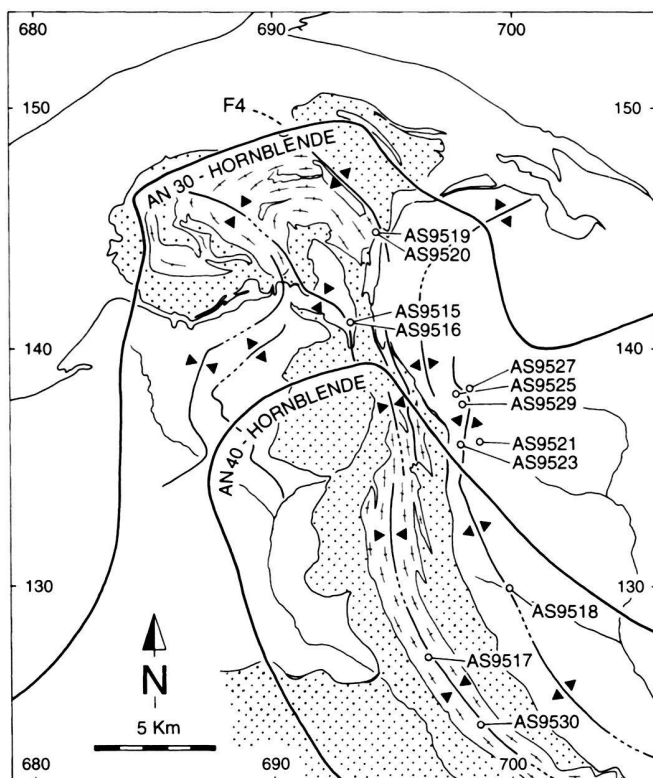 680
690
700
150
F4
150
AN 30 - HORNBLENDE
AS9519
AS9520
AS9515
AS9516
140
140
AS9527
AS9525
AS9529
AN 40 - HORNBLENDE
AS9521
AS9523
130
130
AS9518
AS9517
N
AS9530
5 Km
680
690
700